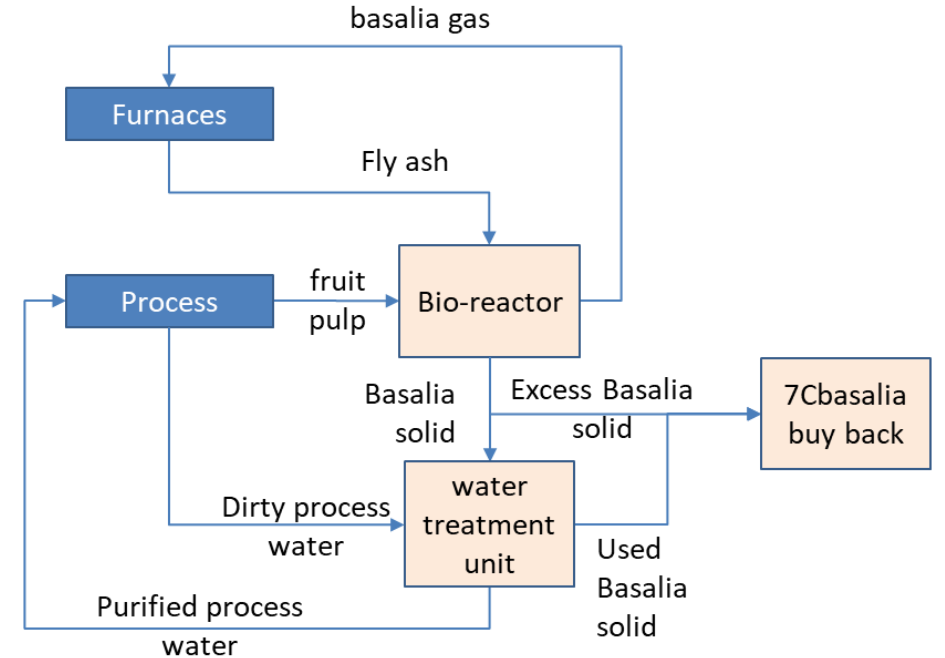 basalia gas
Furnaces
Fly ash
Process
fruit
pulp
Bio-reactor
Basalia
solid
Excess Basalia
solid
7Cbasalia
buy back
water
treatment
unit
Dirty process
water
Used
Basalia
solid
Purified process
water